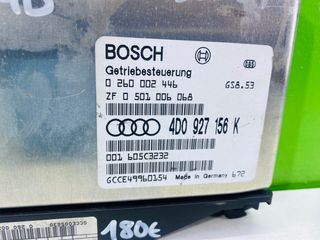 BOSCH
Getriebesteuerung
0 260 002 446 GS8.53
ZF 0 501 006 068
4D0 927 156 K
001 605C3232
GCCE49960154 Made in Germany 672
180€